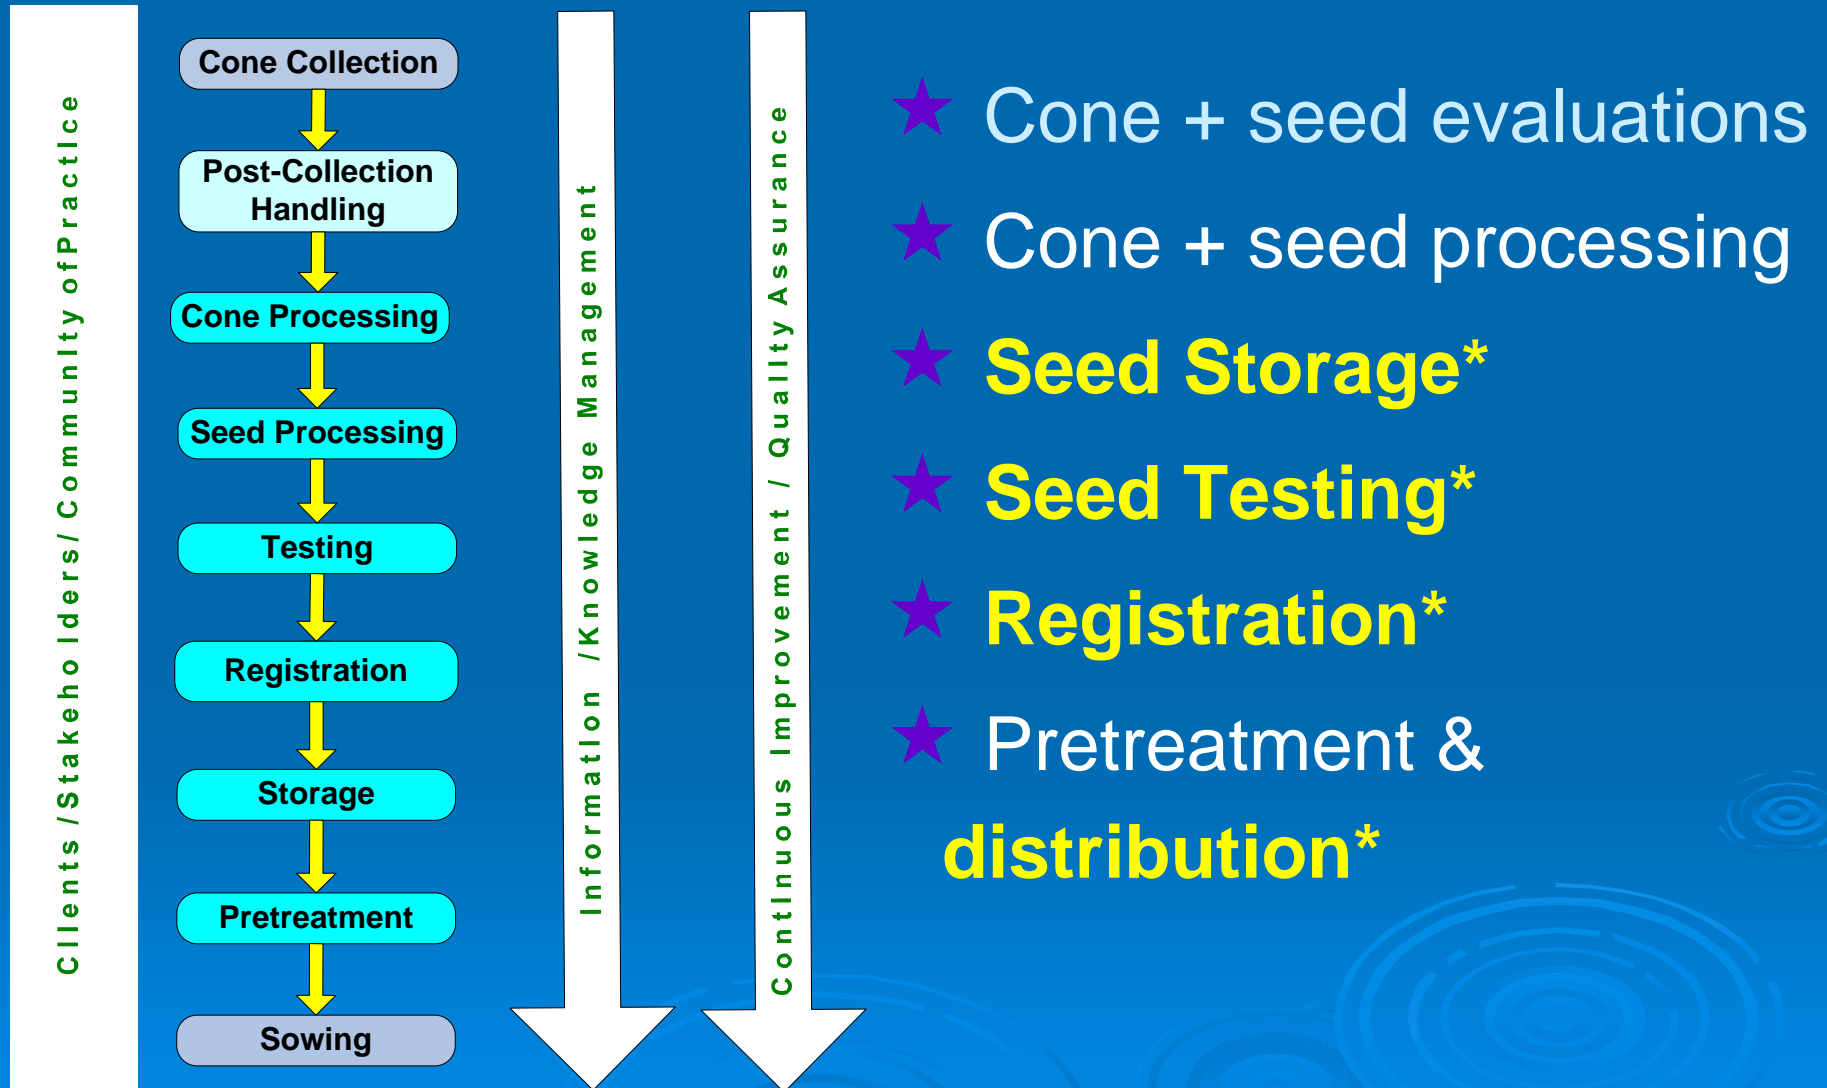 Clients / Stakeholders / Community of Practice
Cone Collection
Post-Collection
Handling
Cone Processing
Seed Processing
Testing
Registration
Storage
Pretreatment
Sowing
Information / Knowledge Management
Continuous Improvement / Quality Assurance
Cone + seed evaluations
Cone + seed processing
Seed Storage*
Seed Testing*
Registration*
Pretreatment &
distribution*